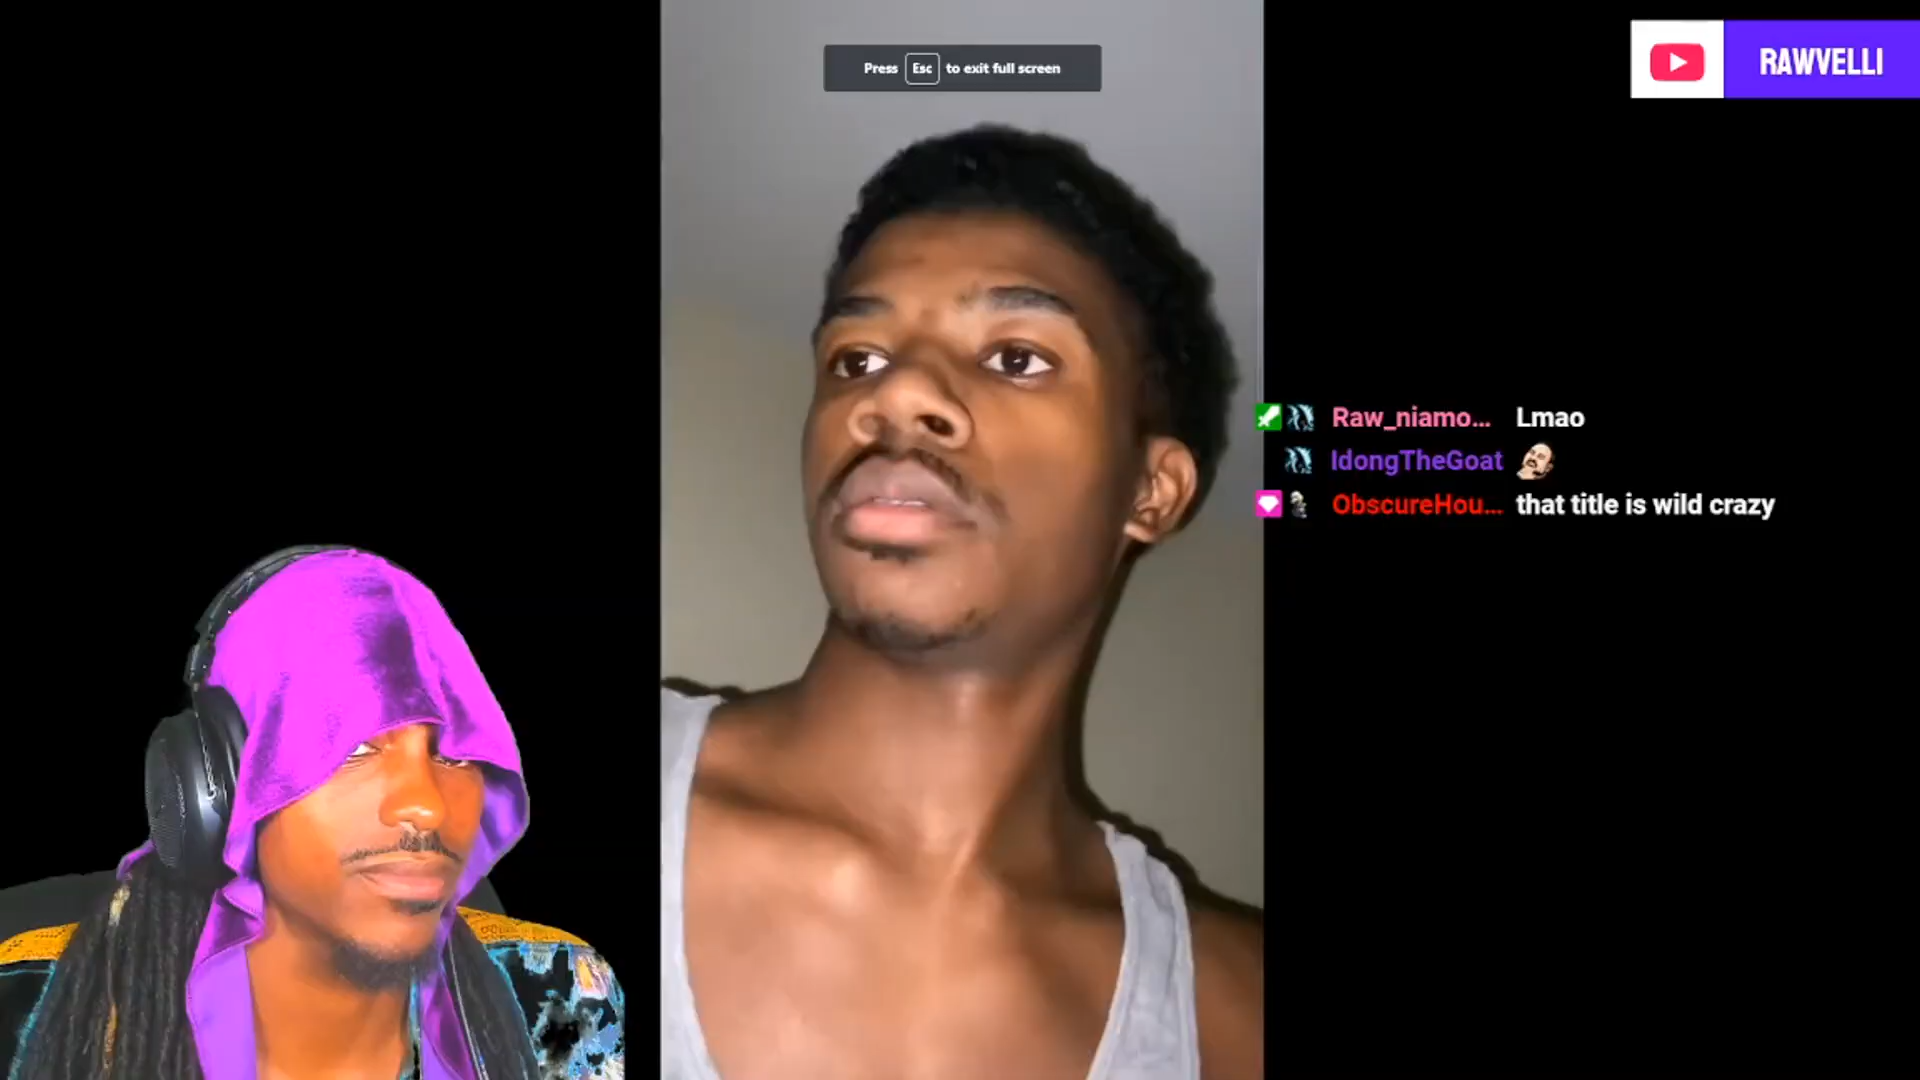 Press Esc to exit full screen
RAWVELLI
Raw_niamo... Lmao
IdongTheGoat
ObscureHou... that title is wild crazy